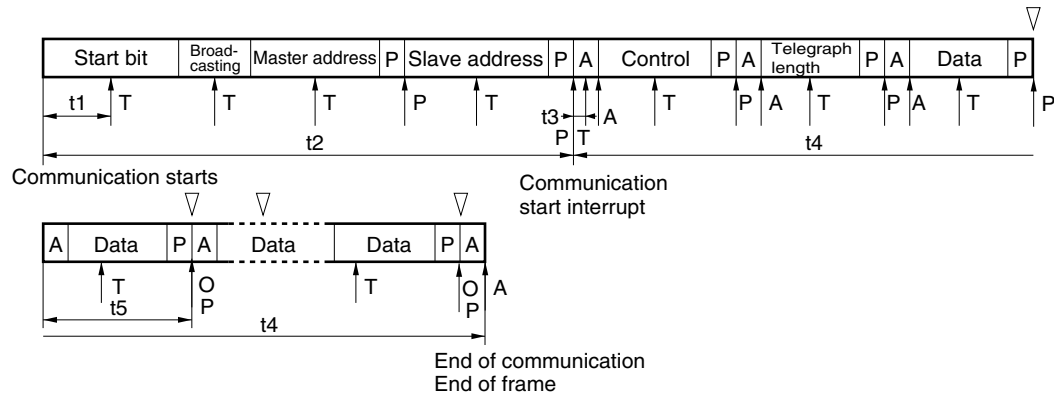 Start bit Broad- casting Master address P Slave address P A Control P A Telegraph length P A Data P
t1 T T T P T t3 A T P A T P A T P
P T
t2 t4
Communication starts
Communication
start interrupt
A Data P A Data Data P A
T O T O A
t5 P P
t4
End of communication
End of frame